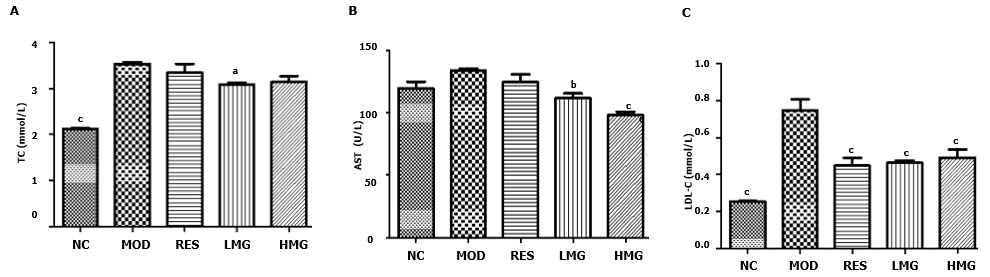 A
TC (mmol/L)
4
3
2
1
0
c
a
NC MOD RES LMG HMG
B
AST (U/L)
150
100
50
0
b
c
c
NC MOD RES LMG HMG
C
LDL-C (mmol/L)
1.0
0.8
0.6
0.4
0.2
0.0
c
c
c
c
NC MOD RES LMG HMG